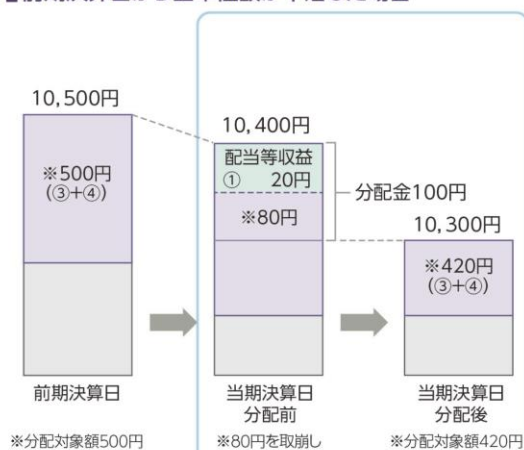 10,500円
※500円
(③+④)
前期決算日
※分配対象額500円
10,400円
配当等収益
① 20円
※80円
分配金100円
当期決算日
分配前
※80円を取崩し
10,300円
※420円
(③+④)
当期決算日
分配後
※分配対象額420円